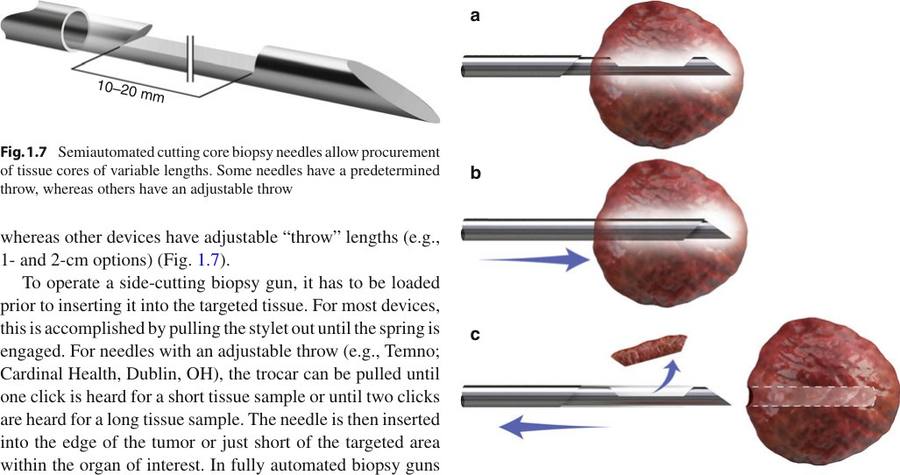 10–20 mm
Fig. 1.7 Semiautomated cutting core biopsy needles allow procurement
of tissue cores of variable lengths. Some needles have a predetermined
throw, whereas others have an adjustable throw
whereas other devices have adjustable “throw” lengths (e.g.,
1- and 2-cm options) (Fig. 1.7).
To operate a side-cutting biopsy gun, it has to be loaded
prior to inserting it into the targeted tissue. For most devices,
this is accomplished by pulling the stylet out until the spring is
engaged. For needles with an adjustable throw (e.g., Temno;
Cardinal Health, Dublin, OH), the trocar can be pulled until
one click is heard for a short tissue sample or until two clicks
are heard for a long tissue sample. The needle is then inserted
into the edge of the tumor or just short of the targeted area
within the organ of interest. In fully automated biopsy guns
a
b
c